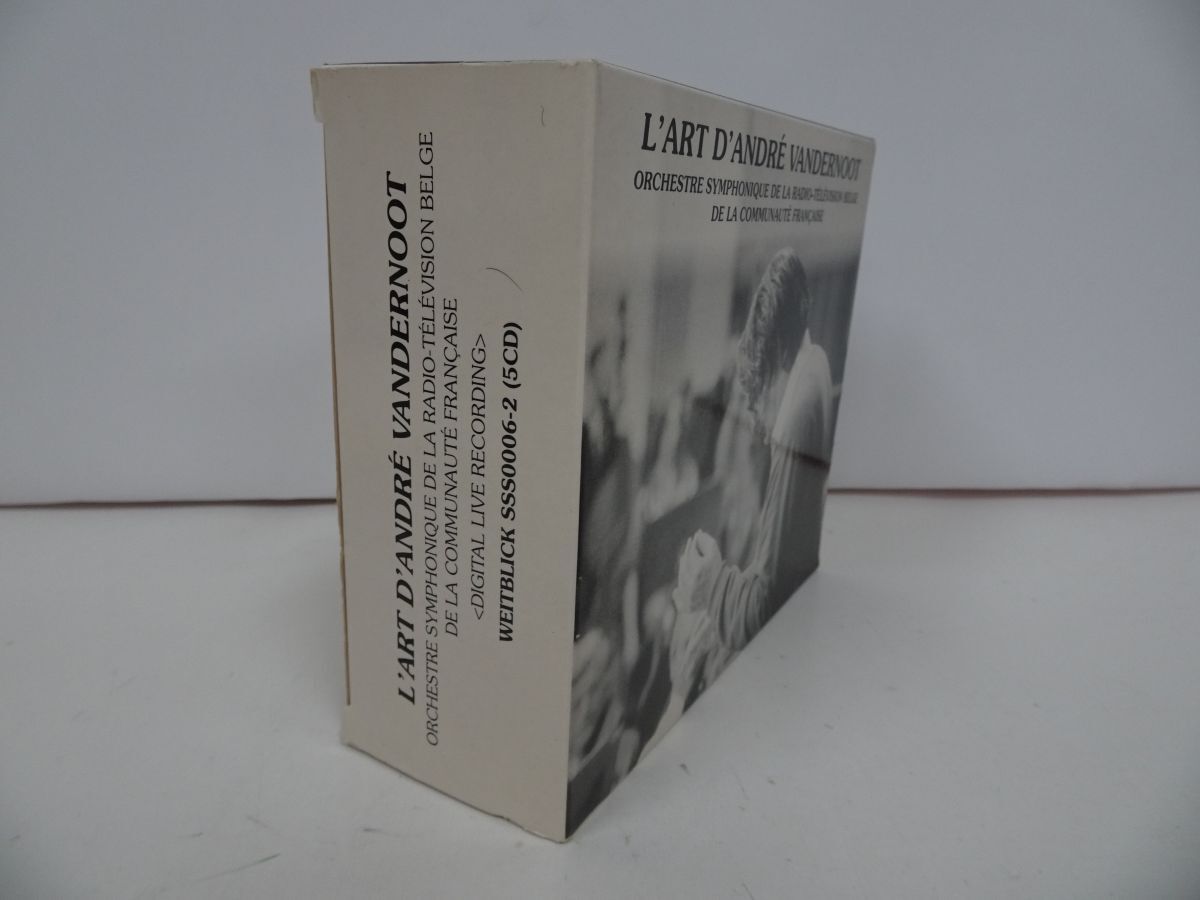 L'ART D'ANDRÉ VANDERNOOT
ORCHESTRE SYMPHONIQUE DE LA RADIO-TÉLÉVISION BELGE
DE LA COMMUNAUTÉ FRANÇAISE
<DIGITAL LIVE RECORDING>
WEITBLICK SSS0006-2 (5CD)
L'ART D'ANDRÉ VANDERNOOT
ORCHESTRE SYMPHONIQUE DE LA RADIO-TÉLÉVISION BELGE
DE LA COMMUNAUTÉ FRANÇAISE